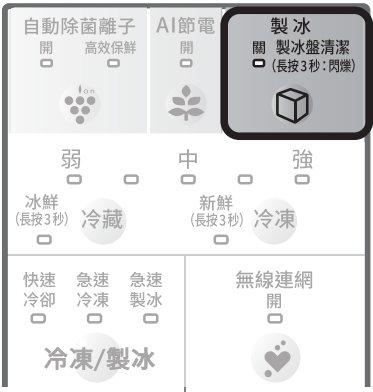 自動除菌離子 AI節電 製冰
開 高效保鮮 開 關 製冰盤清潔
(長按3秒：閃爍)
ion
弱 中 強
冰鮮 新鮮
(長按3秒) 冷藏 (長按3秒) 冷凍
快速 急速 急速 無線連網
冷卻 冷凍 製冰 開
冷凍/製冰